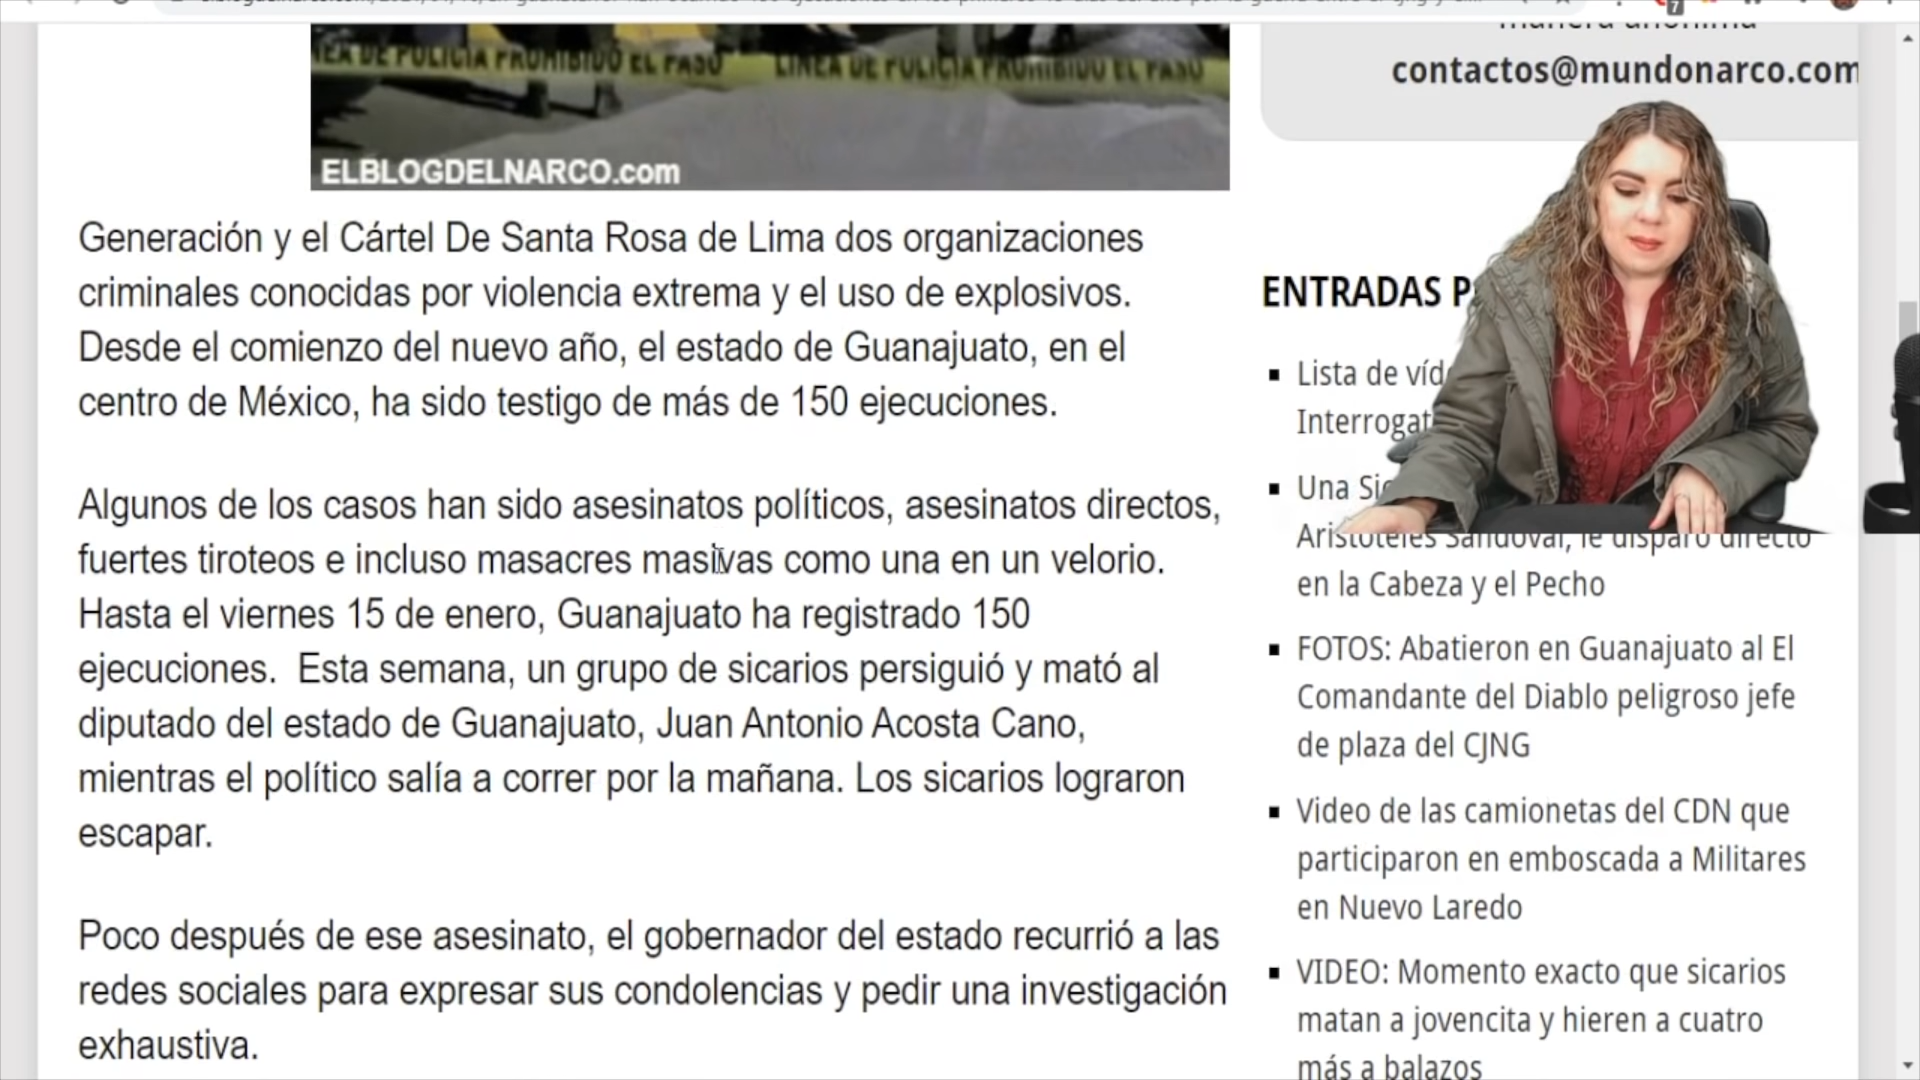 LINEA DE POLICIA PROHIBIDO EL PASO
contactos@mundonarco.com
ELBLOGDELNARCO.com
Generación y el Cártel De Santa Rosa de Lima dos organizaciones
criminales conocidas por violencia extrema y el uso de explosivos.
Desde el comienzo del nuevo año, el estado de Guanajuato, en el
centro de México, ha sido testigo de más de 150 ejecuciones.
Algunos de los casos han sido asesinatos políticos, asesinatos directos,
fuertes tiroteos e incluso masacres masivas como una en un velorio.
Hasta el viernes 15 de enero, Guanajuato ha registrado 150
ejecuciones. Esta semana, un grupo de sicarios persiguió y mató al
diputado del estado de Guanajuato, Juan Antonio Acosta Cano,
mientras el político salía a correr por la mañana. Los sicarios lograron
escapar.
Poco después de ese asesinato, el gobernador del estado recurrió a las
redes sociales para expresar sus condolencias y pedir una investigación
exhaustiva.
ENTRADAS
Lista de
Una
Aristóteles Sandoval, le disparó directo
en la Cabeza y el Pecho
FOTOS: Abatieron en Guanajuato al El
Comandante del Diablo peligroso jefe
de plaza del CJNG
Video de las camionetas del CDN que
participaron en emboscada a Militares
en Nuevo Laredo
VIDEO: Momento exacto que sicarios
matan a jovencita y hieren a cuatro
más a balazos